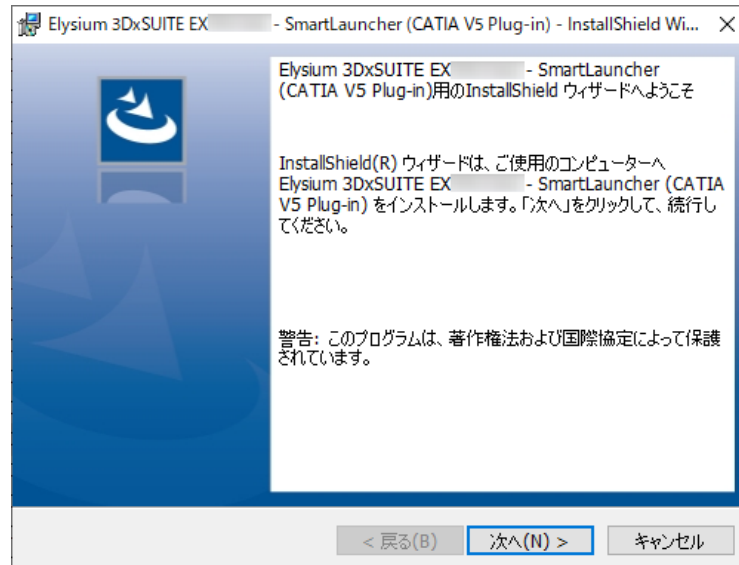 Elysium 3DxSUITE EX - SmartLauncher (CATIA V5 Plug-in) - InstallShield Wi...
Elysium 3DxSUITE EX - SmartLauncher
(CATIA V5 Plug-in)用のInstallShield ウィザードへようこそ
InstallShield(R) ウィザードは、ご使用のコンピューターへ
Elysium 3DxSUITE EX - SmartLauncher (CATIA
V5 Plug-in) をインストールします。「次へ」をクリックして、続行し
てください。
警告: このプログラムは、著作権法および国際協定によって保護
されています。
< 戻る(B)
次へ(N) >
キャンセル